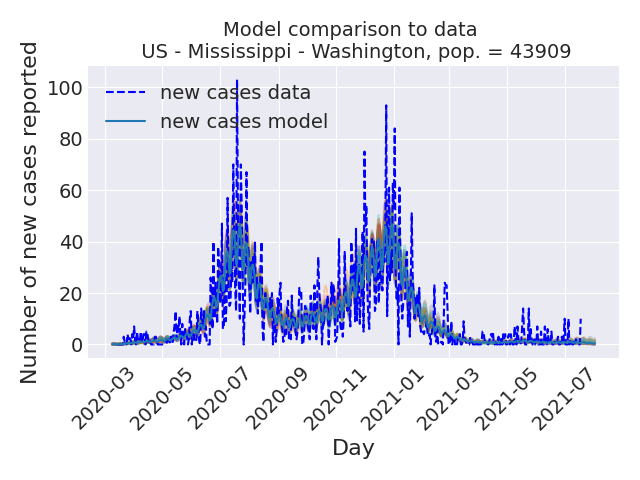 Model comparison to data
US - Mississippi - Washington, pop. = 43909
Number of new cases reported
100
80
60
40
20
0
new cases data
new cases model
2020-03
2020-05
2020-07
2020-09
2020-11
2021-01
2021-03
2021-05
2021-07
Day